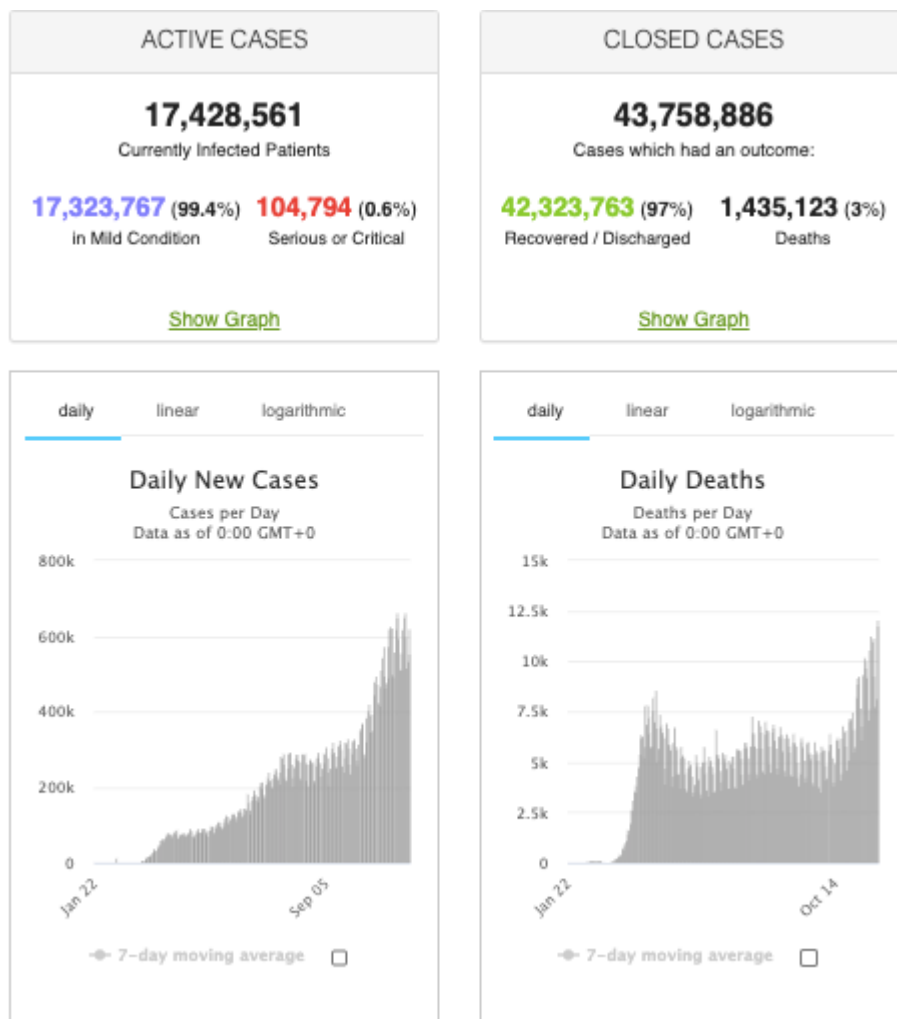 ACTIVE CASES
17,428,561
Currently Infected Patients
17,323,767 (99.4%) 104,794 (0.6%)
in Mild Condition Serious or Critical
Show Graph
CLOSED CASES
43,758,886
Cases which had an outcome:
42,323,763 (97%) 1,435,123 (3%)
Recovered / Discharged Deaths
Show Graph
daily linear logarithmic
Daily New Cases
Cases per Day
Data as of 0:00 GMT+0
800k
600k
400k
200k
0
Jan 22 Sep 05
7-day moving average
daily linear logarithmic
Daily Deaths
Deaths per Day
Data as of 0:00 GMT+0
15k
12.5k
10k
7.5k
5k
2.5k
0
Jan 22 Oct 14
7-day moving average